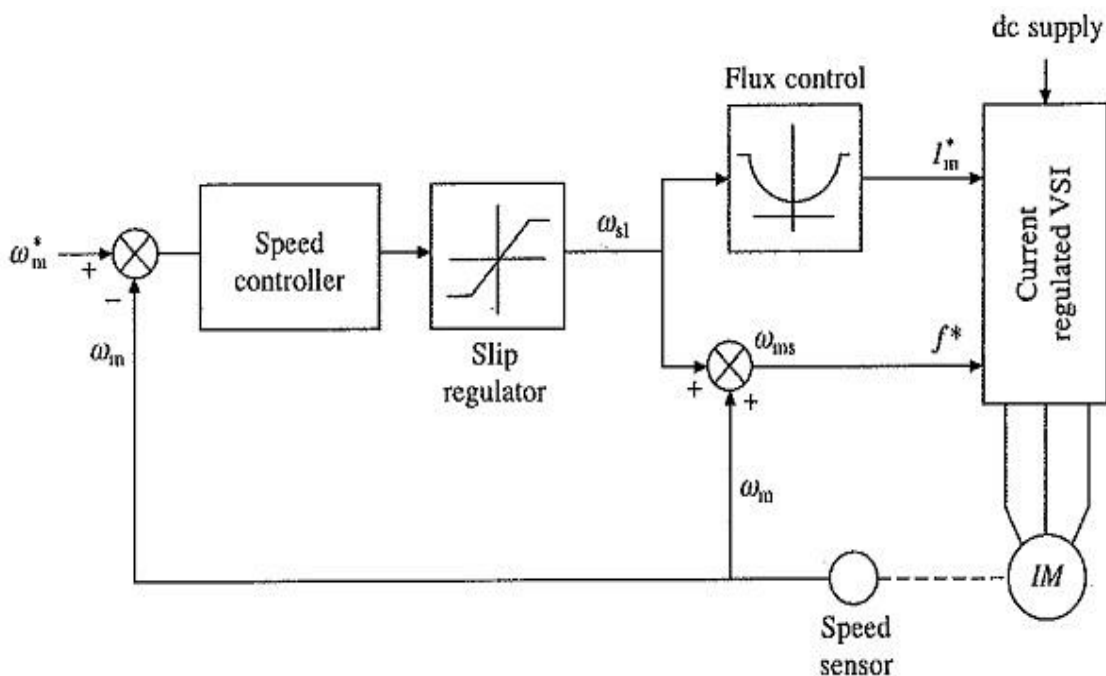 dc supply
Flux control
I*m
Current
regulated VSI
ω*m
+
−
Speed
controller
ωsl
Slip
regulator
ωm
+
+
ωms
f*
ωm
IM
Speed
sensor